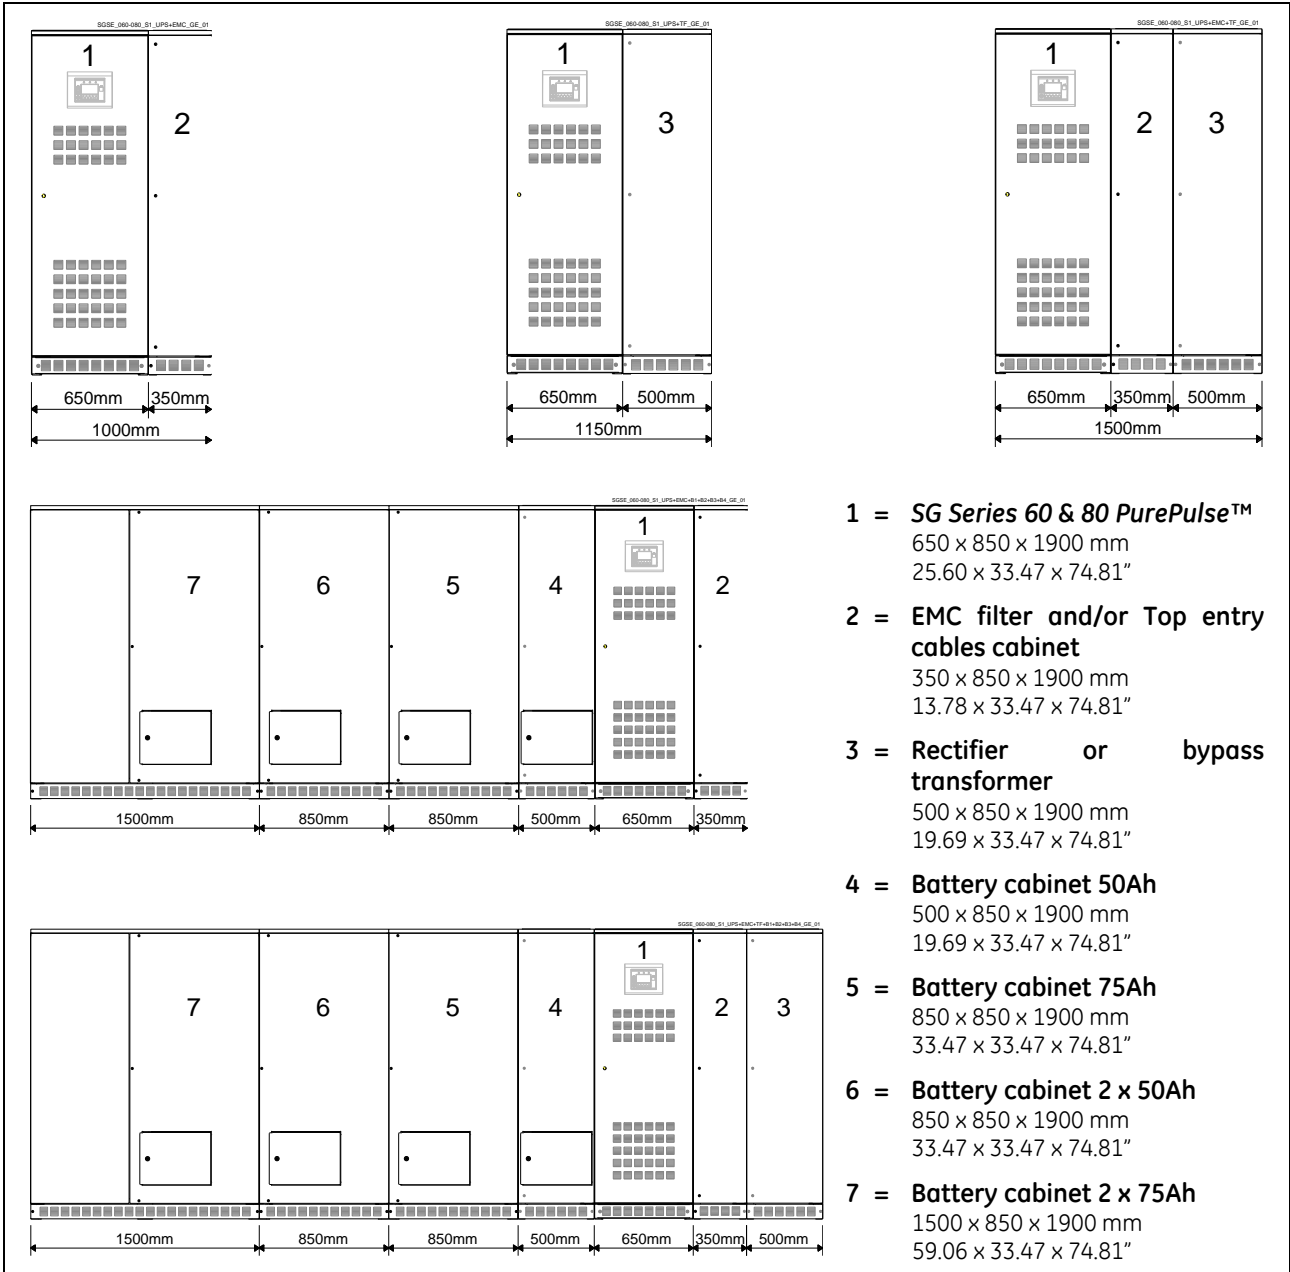 SGSE_060-080_S1_UPS+EMC_GE_01
1
2
650mm 350mm
1000mm
SGSE_060-080_S1_UPS+TF_GE_01
1
3
650mm 500mm
1150mm
SGSE_060-080_S1_UPS+EMC+TF_GE_01
1
2 3
650mm 350mm 500mm
1500mm
SGSE_060-080_S1_UPS+EMC+B1+B2+B3+B4_GE_01
1
7 6 5 4 2
1500mm 850mm 850mm 500mm 650mm 350mm
SGSE_060-080_S1_UPS+EMC+TF+B1+B2+B3+B4_GE_01
1
7 6 5 4 2 3
1500mm 850mm 850mm 500mm 650mm 350mm 500mm
1 = SG Series 60 & 80 PurePulse™
650 x 850 x 1900 mm
25.60 x 33.47 x 74.81"
2 = EMC filter and/or Top entry
cables cabinet
350 x 850 x 1900 mm
13.78 x 33.47 x 74.81"
3 = Rectifier or bypass
transformer
500 x 850 x 1900 mm
19.69 x 33.47 x 74.81"
4 = Battery cabinet 50Ah
500 x 850 x 1900 mm
19.69 x 33.47 x 74.81"
5 = Battery cabinet 75Ah
850 x 850 x 1900 mm
33.47 x 33.47 x 74.81"
6 = Battery cabinet 2 x 50Ah
850 x 850 x 1900 mm
33.47 x 33.47 x 74.81"
7 = Battery cabinet 2 x 75Ah
1500 x 850 x 1900 mm
59.06 x 33.47 x 74.81"